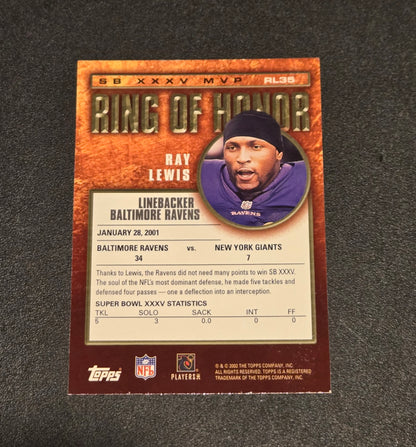 SB XXXV MVP RL35
RING OF HONOR
RAY
LEWIS
RAVENS
LINEBACKER
BALTIMORE RAVENS
JANUARY 28, 2001
BALTIMORE RAVENS vs. NEW YORK GIANTS
34 7
Thanks to Lewis, the Ravens did not need many points to win SB XXXV.
The soul of the NFL's most dominant defense, he made five tackles and
defensed four passes — one a deflection into an interception.
SUPER BOWL XXXV STATISTICS
TKL SOLO SACK INT FF
5 3 0.0 0 0
Topps NFL PLAYERS INC
® & © 2002 THE TOPPS COMPANY, INC.
ALL RIGHTS RESERVED. TOPPS IS A REGISTERED
TRADEMARK OF THE TOPPS COMPANY, INC.